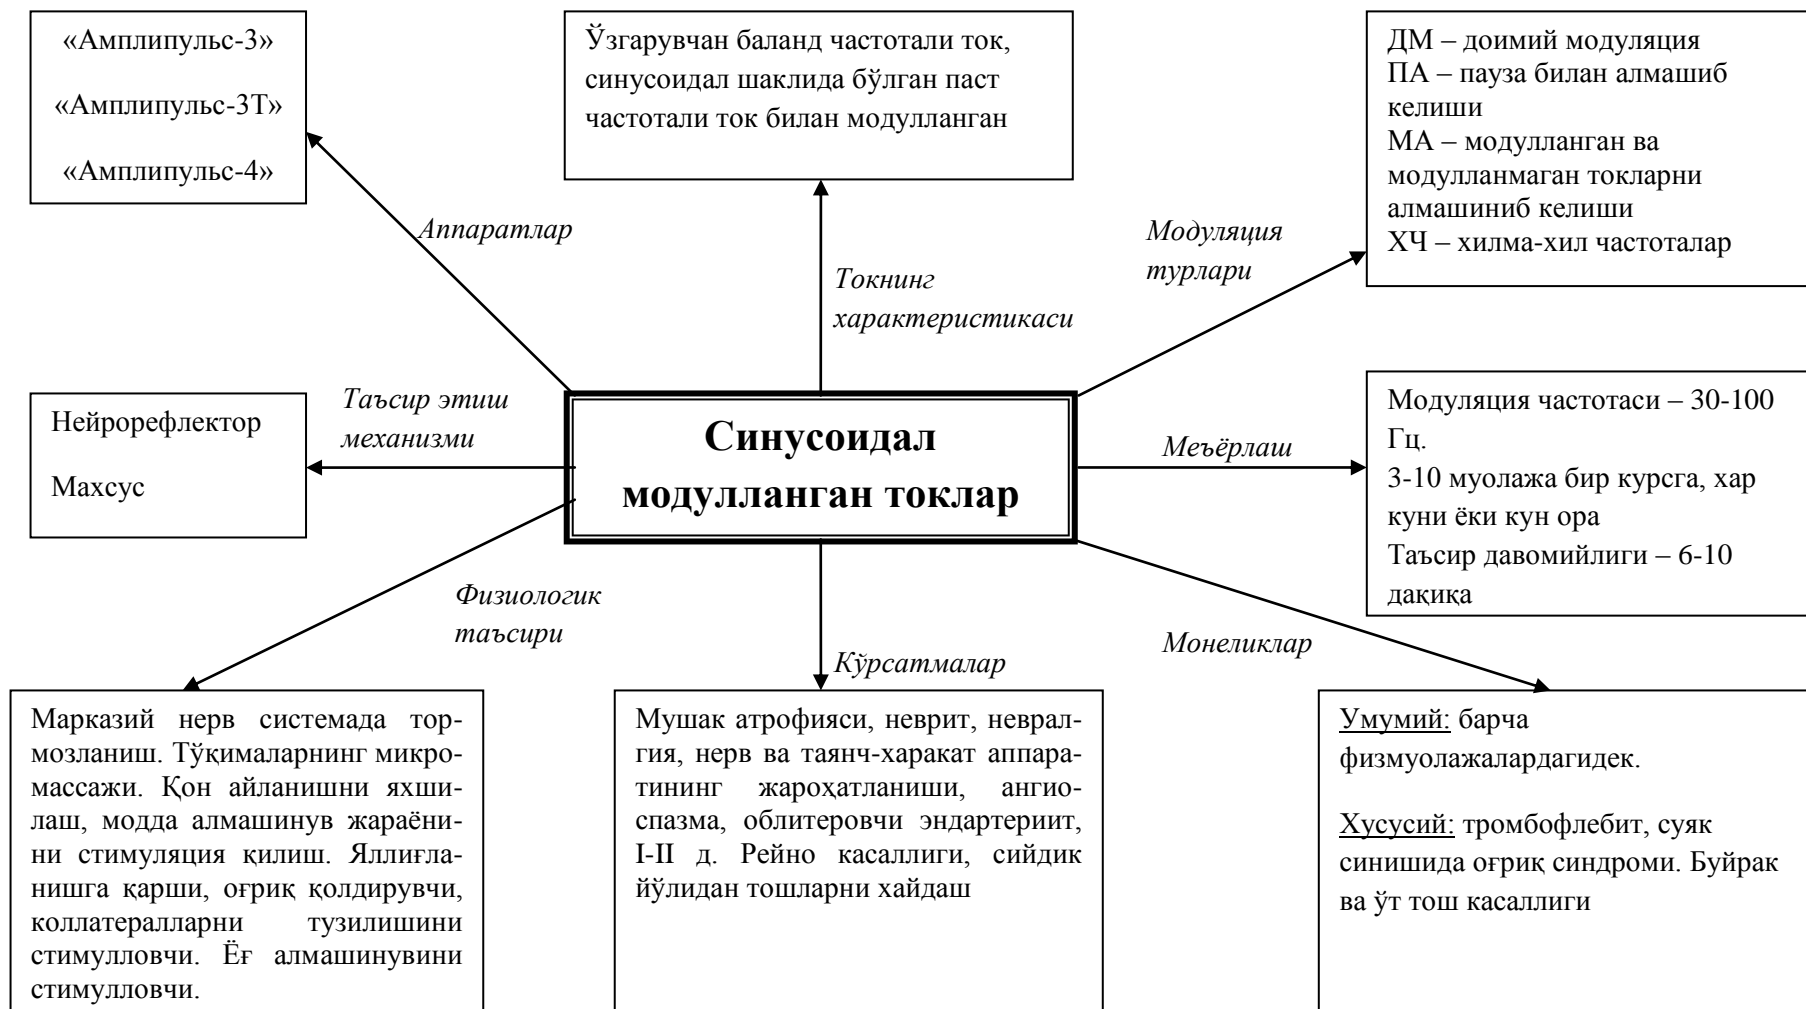 «Амплипульс-3»
«Амплипульс-3Т»
«Амплипульс-4»
Ўзгарувчан баланд частотали ток,
синусоидал шаклида бўлган паст
частотали ток билан модулланган
ДМ – доимий модуляция
ПА – пауза билан алмашиб
келиши
МА – модулланган ва
модулланмаган токларни
алмашиниб келиши
ХЧ – хилма-хил частоталар
Аппаратлар
Токнинг
характеристикаси
Модуляция
турлари
Нейрорефлектор
Махсус
Таъсир этиш
механизми
Синусоидал
модулланган токлар
Меъёрлаш
Модуляция частотаси – 30-100
Гц.
3-10 муолажа бир курсга, хар
куни ёки кун ора
Таъсир давомийлиги – 6-10
дақиқа
Физиологик
таъсири
Кўрсатмалар
Монеликлар
Марказий нерв системада тор-
мозланиш. Тўқималарнинг микро-
массажи. Қон айланишни яхши-
лаш, модда алмашинув жараёни-
ни стимуляция қилиш. Яллиғла-
нишга қарши, оғриқ қолдирувчи,
коллатералларни тузилишини
стимулловчи. Ёғ алмашинувини
стимулловчи.
Мушак атрофияси, неврит, неврал-
гия, нерв ва таянч-харакат аппара-
тининг жароҳатланиши, ангио-
спазма, облитеровчи эндартериит,
I-II д. Рейно касаллиги, сийдик
йўлидан тошларни хайдаш
Умумий: барча
физмуолажалардагидек.
Хусусий: тромбофлебит, суяк
синишида оғриқ синдроми. Буйрак
ва ўт тош касаллиги